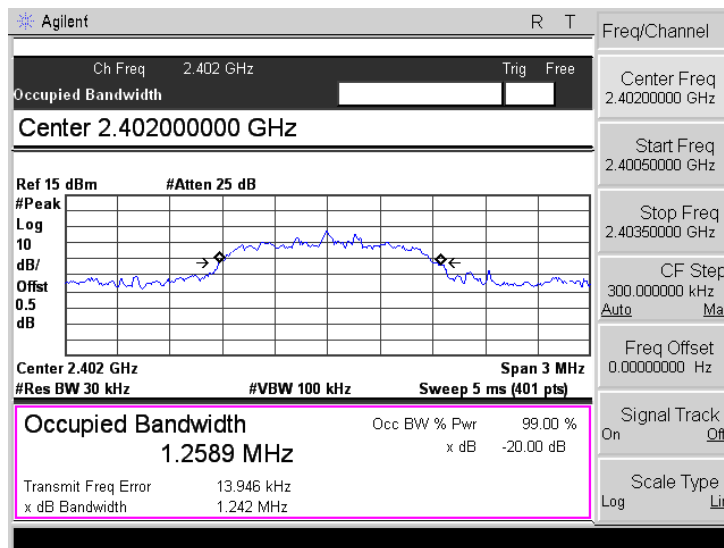 Agilent
R T
Freq/Channel
Ch Freq 2.402 GHz
Trig Free
Occupied Bandwidth
Center 2.402000000 GHz
Center Freq
2.40200000 GHz
Start Freq
2.40050000 GHz
Stop Freq
2.40350000 GHz
CF Step
300.000000 kHz
Auto Ma
Freq Offset
0.00000000 Hz
Signal Track
On Off
Scale Type
Log Lin
Ref 15 dBm #Atten 25 dB
#Peak
Log
10
dB/
Offst
0.5
dB
Center 2.402 GHz Span 3 MHz
#Res BW 30 kHz #VBW 100 kHz Sweep 5 ms (401 pts)
Occupied Bandwidth
1.2589 MHz
Occ BW % Pwr 99.00 %
x dB -20.00 dB
Transmit Freq Error 13.946 kHz
x dB Bandwidth 1.242 MHz